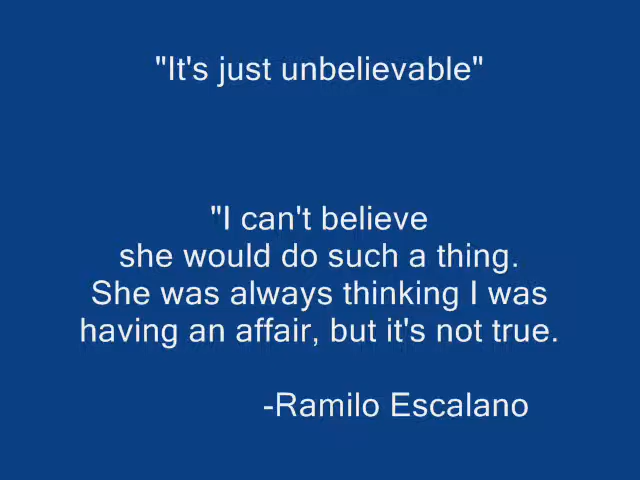 "It's just unbelievable"
"I can't believe
she would do such a thing.
She was always thinking I was
having an affair, but it's not true.
-Ramilo Escalano